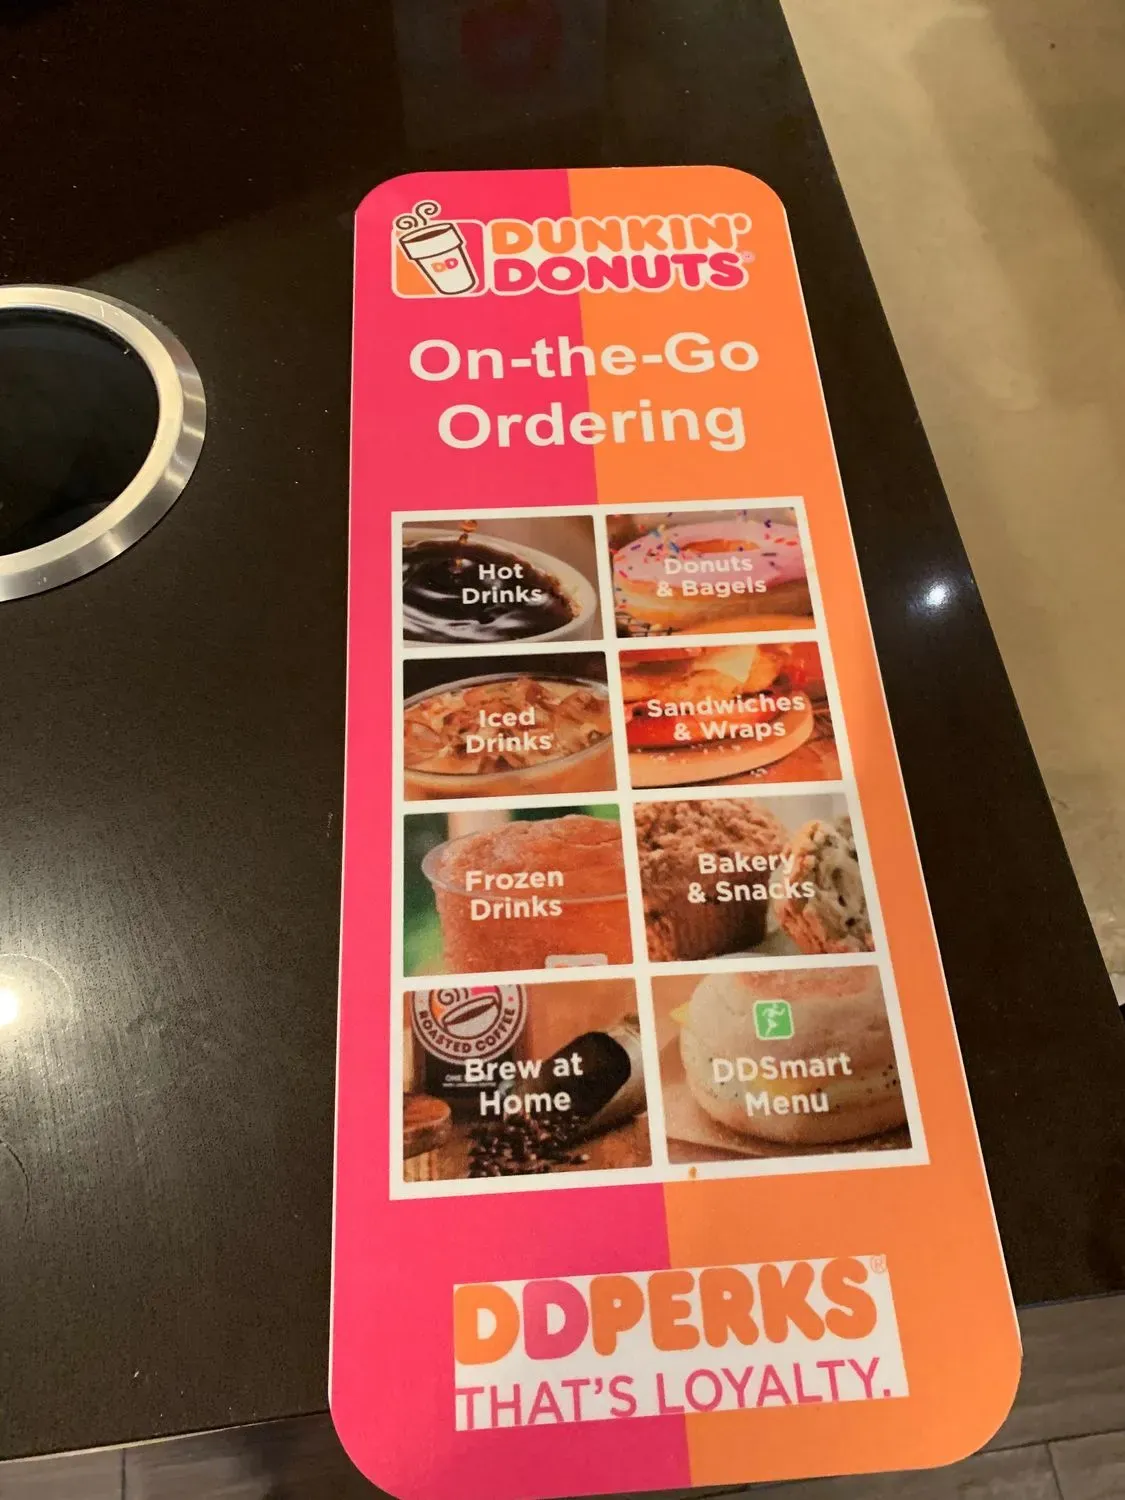 DD
DUNKIN'
DONUTS
On-the-Go
Ordering
Hot
Drinks
Donuts
& Bagels
Iced
Drinks
Sandwiches
& Wraps
Frozen
Drinks
Bakery
& Snacks
ROASTED COFFEE
Brew at
Home
DDSmart
Menu
DDPERKS®
THAT'S LOYALTY.